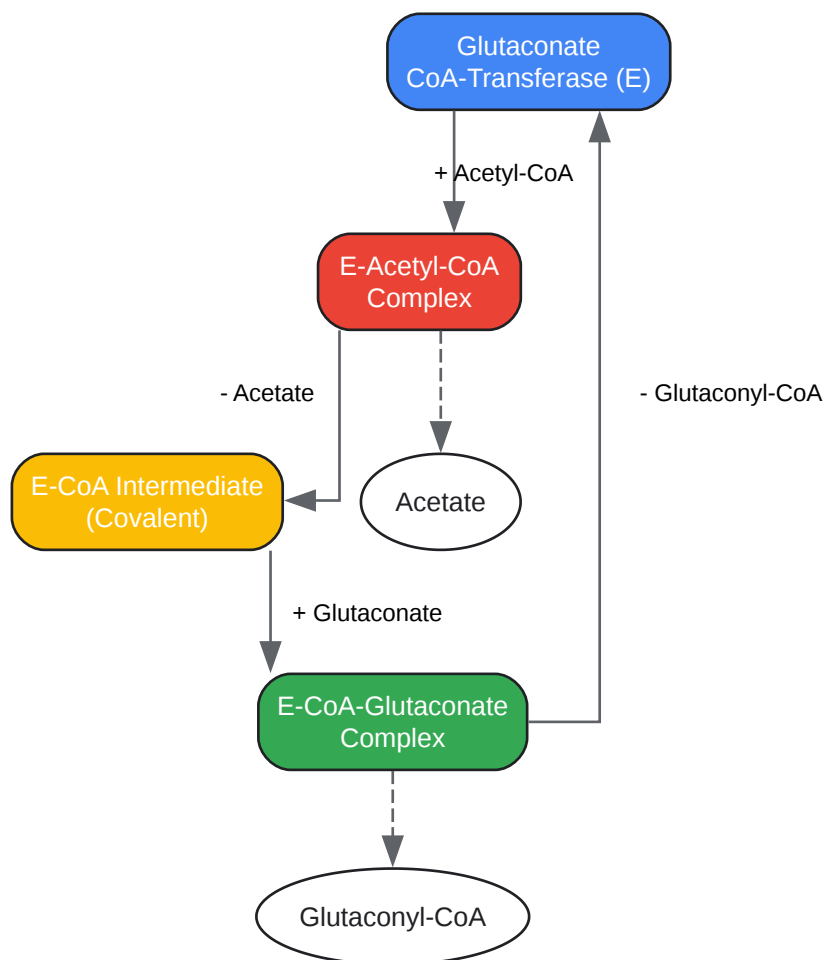 Glutaconate
CoA-Transferase (E)
+ Acetyl-CoA
E-Acetyl-CoA
Complex
- Acetate
- Glutaconyl-CoA
E-CoA Intermediate
(Covalent)
Acetate
+ Glutaconate
E-CoA-Glutaconate
Complex
Glutaconyl-CoA